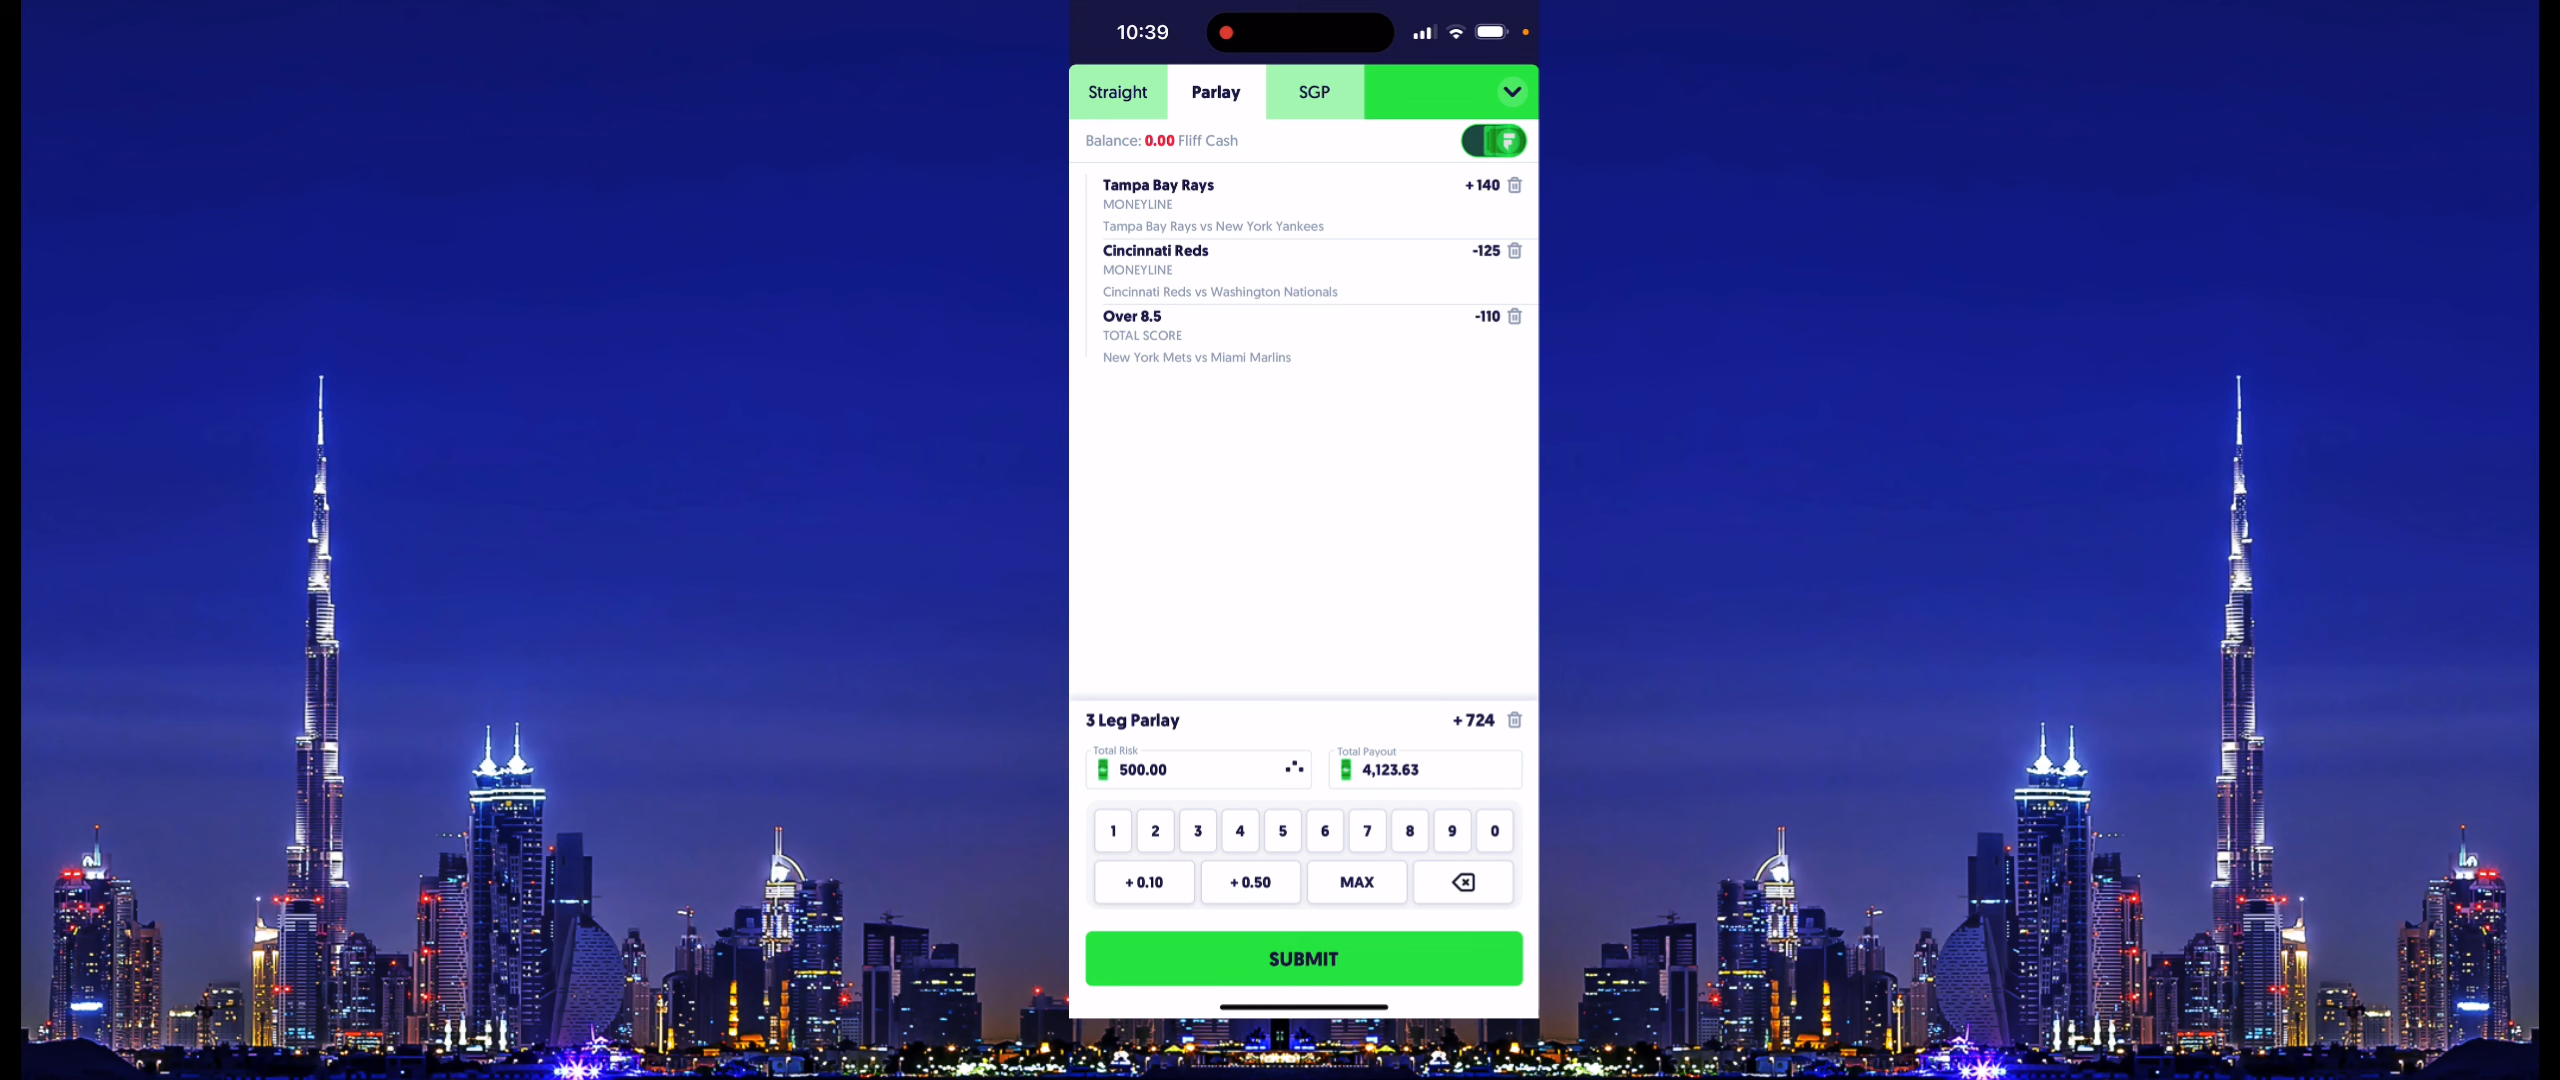 10:39
Straight
Parlay
SGP
Balance: 0.00 Fliff Cash
Tampa Bay Rays +140
MONEYLINE
Tampa Bay Rays vs New York Yankees
Cincinnati Reds -125
MONEYLINE
Cincinnati Reds vs Washington Nationals
Over 8.5 -110
TOTAL SCORE
New York Mets vs Miami Marlins
3 Leg Parlay +724
Total Risk
500.00
Total Payout
4,123.63
1 2 3 4 5 6 7 8 9 0
+ 0.10 + 0.50 MAX
SUBMIT